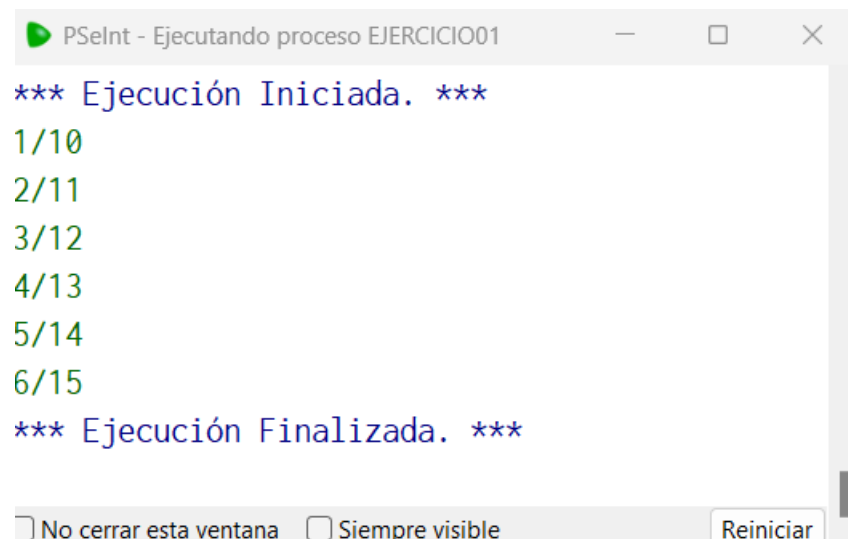 PSeInt - Ejecutando proceso EJERCICIO01
*** Ejecución Iniciada. ***
1/10
2/11
3/12
4/13
5/14
6/15
*** Ejecución Finalizada. ***
No cerrar esta ventana Siempre visible Reiniciar